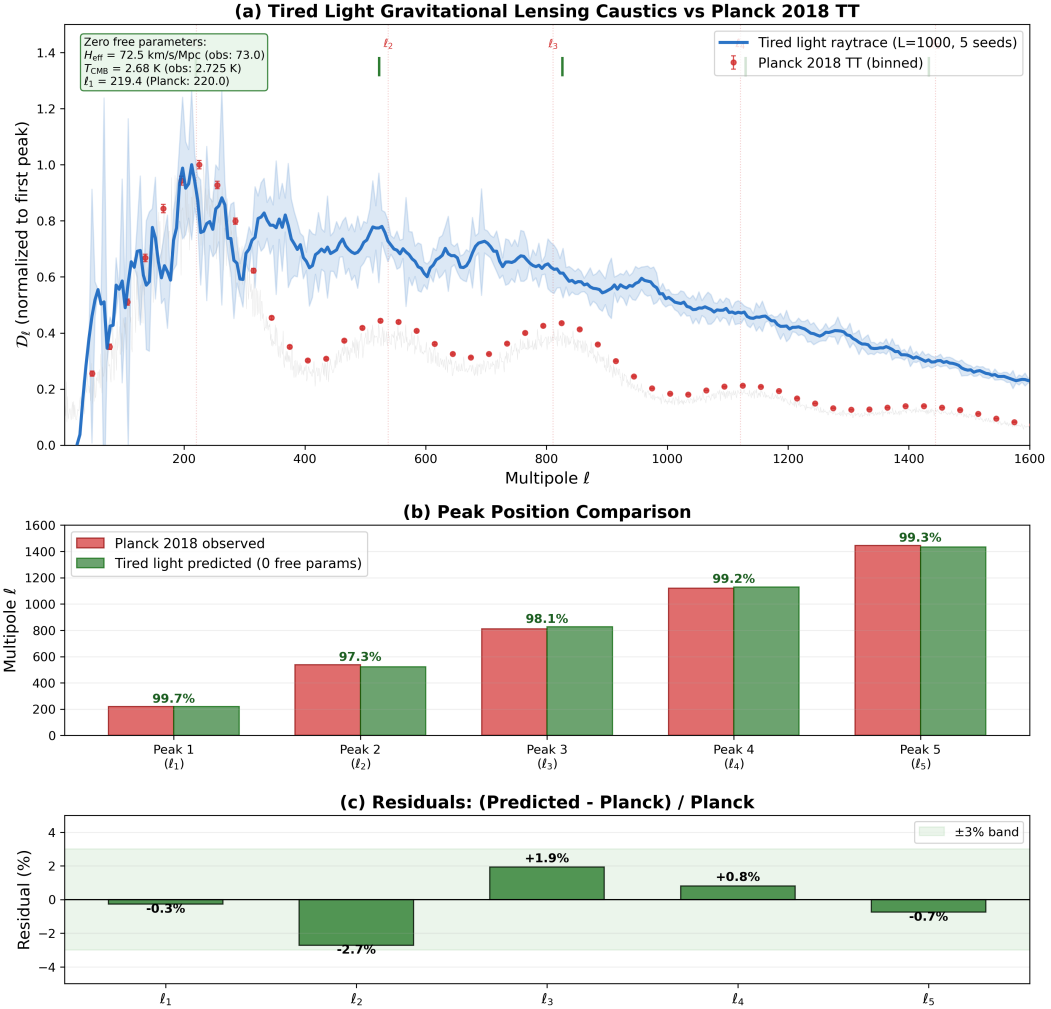 (a) Tired Light Gravitational Lensing Caustics vs Planck 2018 TT
Zero free parameters:
H_eff = 72.5 km/s/Mpc (obs: 73.0)
T_CMB = 2.68 K (obs: 2.725 K)
ℓ₁ = 219.4 (Planck: 220.0)
ℓ₂
ℓ₃
Tired light raytrace (L=1000, 5 seeds)
Planck 2018 TT (binned)
𝒟_ℓ (normalized to first peak)
1.4
1.2
1.0
0.8
0.6
0.4
0.2
0.0
200 400 600 800 1000 1200 1400 1600
Multipole ℓ
(b) Peak Position Comparison
Planck 2018 observed
Tired light predicted (0 free params)
Multipole ℓ
1600
1400
1200
1000
800
600
400
200
0
99.7%
97.3%
98.1%
99.2%
99.3%
Peak 1 Peak 2 Peak 3 Peak 4 Peak 5
(ℓ₁) (ℓ₂) (ℓ₃) (ℓ₄) (ℓ₅)
(c) Residuals: (Predicted - Planck) / Planck
±3% band
Residual (%)
4
2
0
−2
−4
-0.3%
-2.7%
+1.9%
+0.8%
-0.7%
ℓ₁ ℓ₂ ℓ₃ ℓ₄ ℓ₅